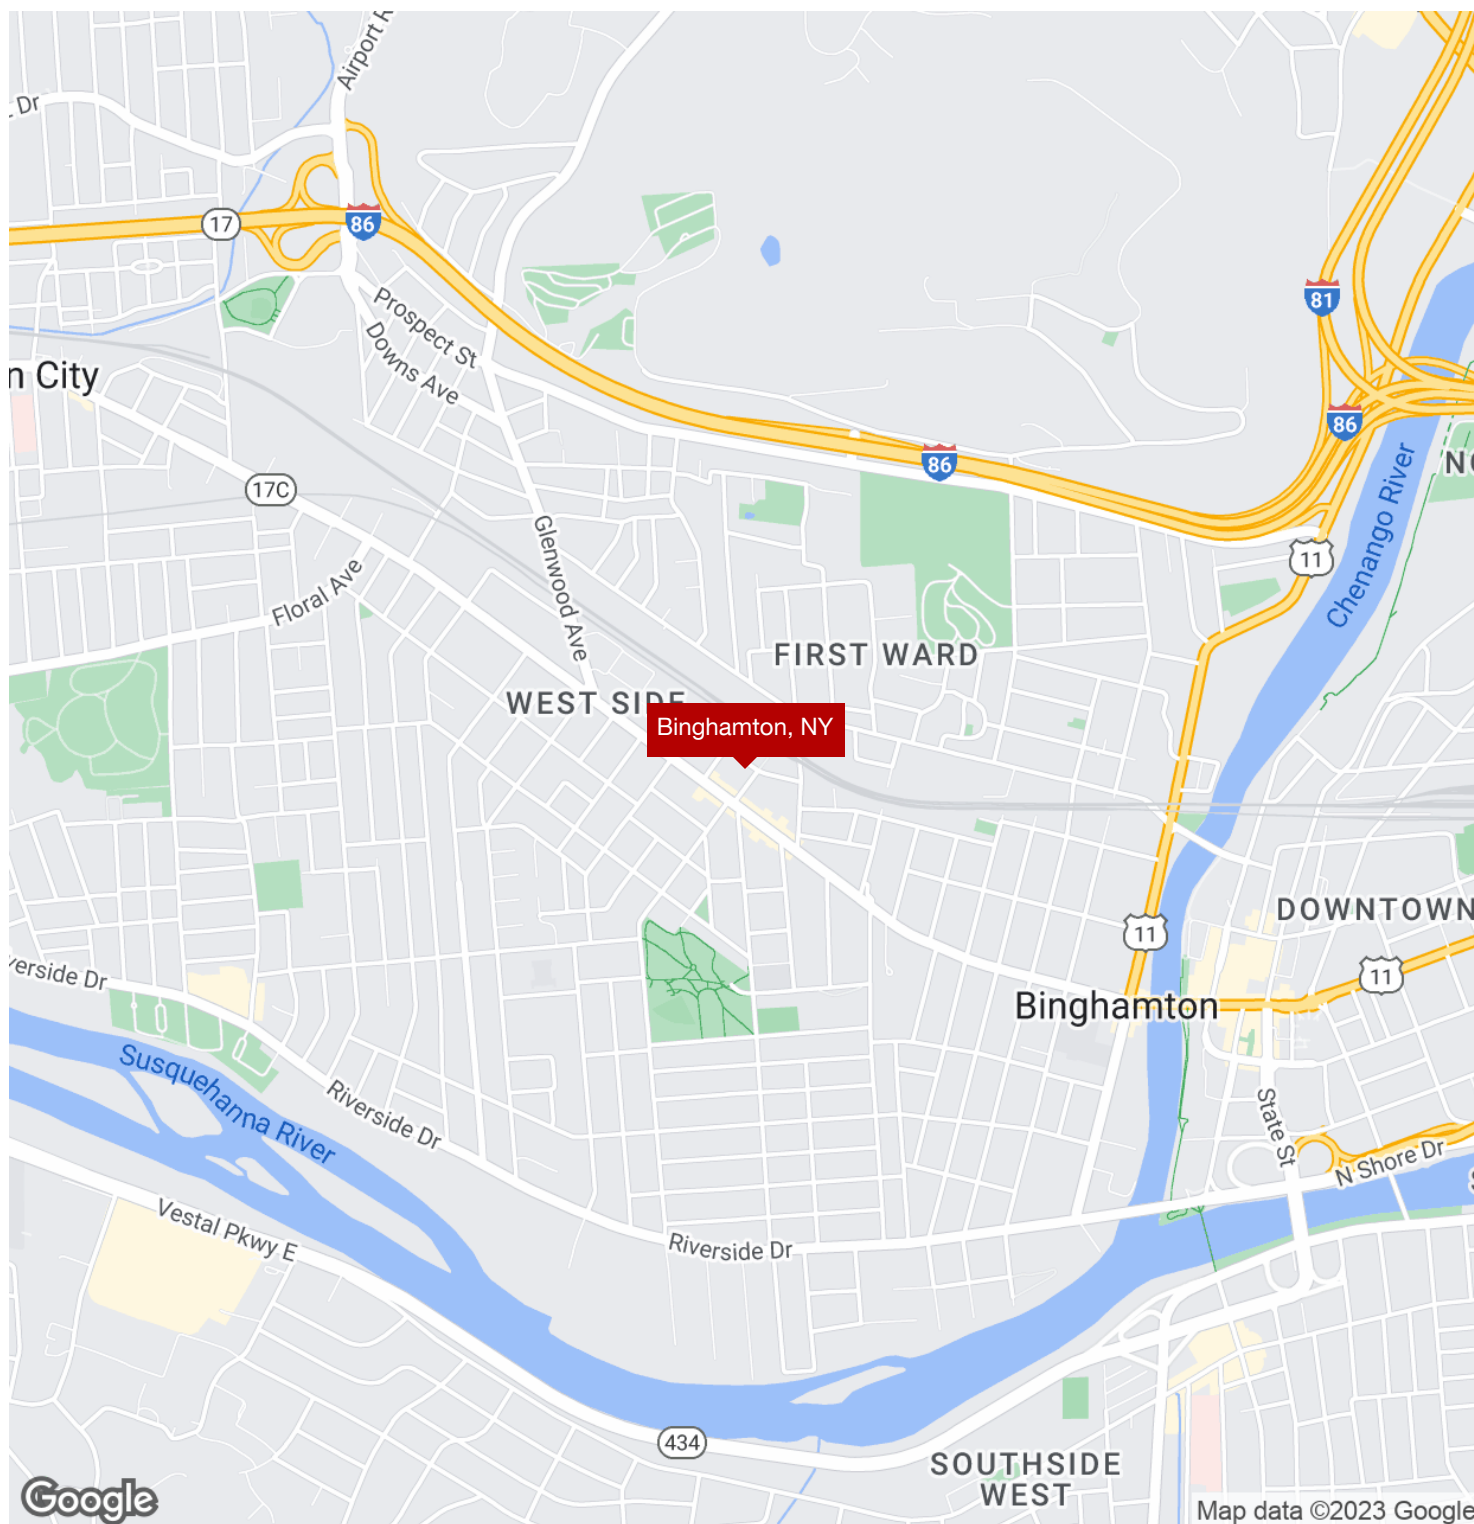 Airport R
Dr
17
86
81
Prospect St
Downs Ave
n City
86
86
NO
17C
Chenango River
Glenwood Ave
11
Floral Ave
FIRST WARD
WEST SIDE
Binghamton, NY
DOWNTOWN
11
11
verside Dr
Binghamton
Susquehanna River
Riverside Dr
State St
N Shore Dr
S
Vestal Pkwy E
Riverside Dr
434
SOUTHSIDE
WEST
Google
Map data ©2023 Google